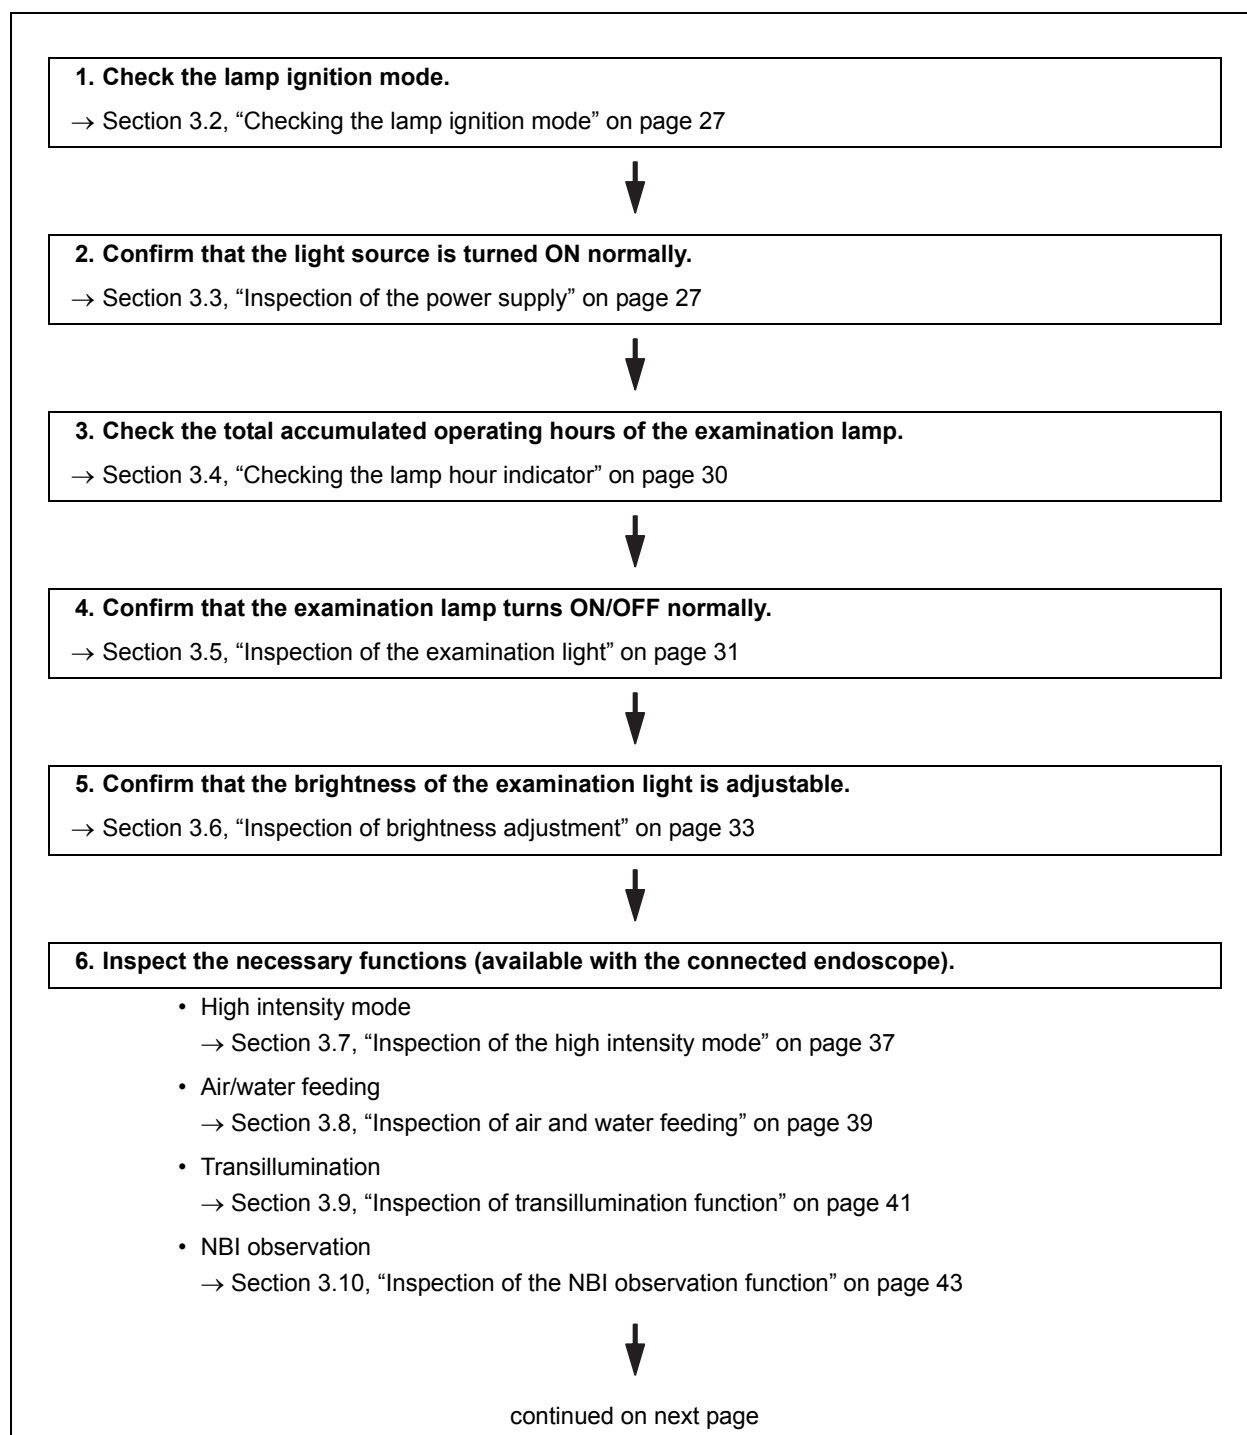 1. Check the lamp ignition mode.
→ Section 3.2, “Checking the lamp ignition mode” on page 27
2. Confirm that the light source is turned ON normally.
→ Section 3.3, “Inspection of the power supply” on page 27
3. Check the total accumulated operating hours of the examination lamp.
→ Section 3.4, “Checking the lamp hour indicator” on page 30
4. Confirm that the examination lamp turns ON/OFF normally.
→ Section 3.5, “Inspection of the examination light” on page 31
5. Confirm that the brightness of the examination light is adjustable.
→ Section 3.6, “Inspection of brightness adjustment” on page 33
6. Inspect the necessary functions (available with the connected endoscope).
• High intensity mode
→ Section 3.7, “Inspection of the high intensity mode” on page 37
• Air/water feeding
→ Section 3.8, “Inspection of air and water feeding” on page 39
• Transillumination
→ Section 3.9, “Inspection of transillumination function” on page 41
• NBI observation
→ Section 3.10, “Inspection of the NBI observation function” on page 43
continued on next page